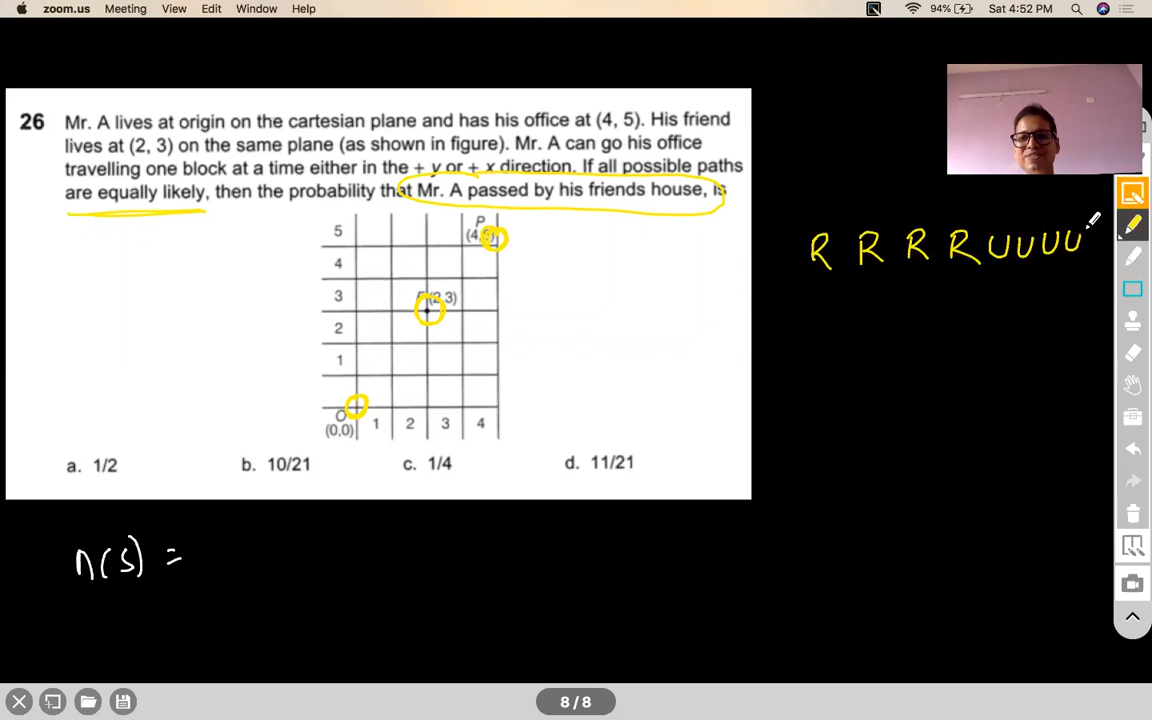 zoom.us Meeting View Edit Window Help 94% Sat 4:52 PM
26 Mr. A lives at origin on the cartesian plane and has his office at (4, 5). His friend
lives at (2, 3) on the same plane (as shown in figure). Mr. A can go his office
travelling one block at a time either in the + y or + x direction. If all possible paths
are equally likely, then the probability that Mr. A passed by his friends house, is
R R R R U U U U
P
5 (4,
4
3 (2,3)
2
1
O
(0,0) 1 2 3 4
a. 1/2 b. 10/21 c. 1/4 d. 11/21
n(S) =
8 / 8